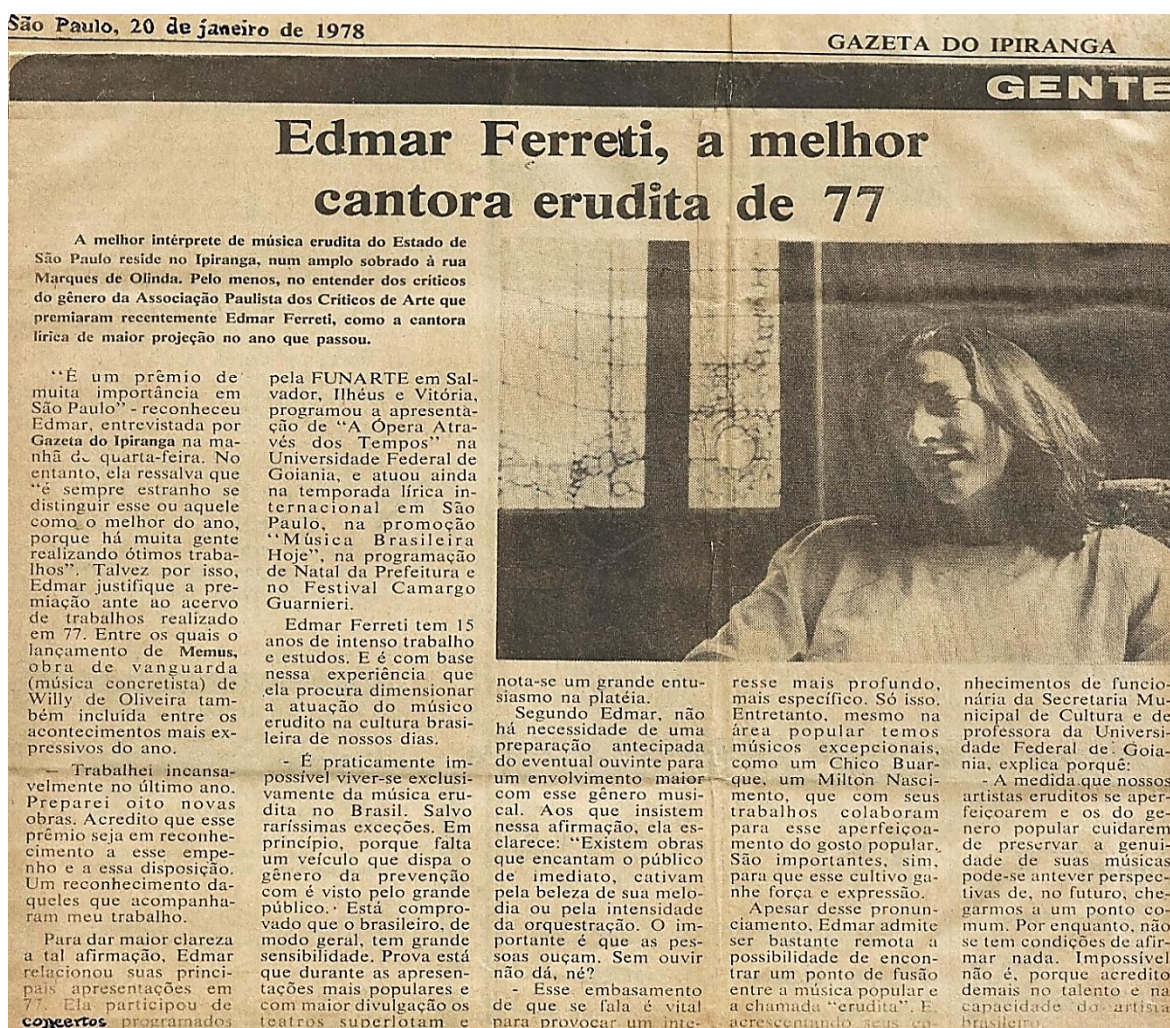 São Paulo, 20 de janeiro de 1978
GAZETA DO IPIRANGA
GENTE
Edmar Ferreti, a melhor
cantora erudita de 77
A melhor intérprete de música erudita do Estado de
São Paulo reside no Ipiranga, num amplo sobrado à rua
Marques de Olinda. Pelo menos, no entender dos críticos
do gênero da Associação Paulista dos Críticos de Arte que
premiaram recentemente Edmar Ferreti, como a cantora
lírica de maior projeção no ano que passou.
“É um prêmio de
muita importância em
São Paulo” - reconheceu
Edmar, entrevistada por
Gazeta do Ipiranga na ma-
nhã de quarta-feira. No
entanto, ela ressalva que
“é sempre estranho se
distinguir esse ou aquele
como o melhor do ano,
porque há muita gente
realizando ótimos traba-
lhos”. Talvez por isso,
Edmar justifique a pre-
miação ante ao acervo
de trabalhos realizado
em 77. Entre os quais o
lançamento de Memus,
obra de vanguarda
(música concretista) de
Willy de Oliveira tam-
bém incluida entre os
acontecimentos mais ex-
pressivos do ano.
— Trabalhei incansa-
velmente no último ano.
Preparei oito novas
obras. Acredito que esse
prêmio seja em reconhe-
cimento a esse empe-
nho e a essa disposição.
Um reconhecimento da-
queles que acompanha-
ram meu trabalho.
Para dar maior clareza
a tal afirmação, Edmar
relacionou suas princi-
pais apresentações em
77. Ela participou de
concertos programados
pela FUNARTE em Sal-
vador, Ilhéus e Vitória,
programou a apresenta-
ção de “A Ópera Atra-
vés dos Tempos” na
Universidade Federal de
Goiania, e atuou ainda
na temporada lírica in-
ternacional em São
Paulo, na promoção
“Música Brasileira
Hoje”, na programação
de Natal da Prefeitura e
no Festival Camargo
Guarnieri.
Edmar Ferreti tem 15
anos de intenso trabalho
e estudos. E é com base
nessa experiência que
ela procura dimensionar
a atuação do músico
erudito na cultura brasi-
leira de nossos dias.
- É praticamente im-
possível viver-se exclusi-
vamente da música eru-
dita no Brasil. Salvo
raríssimas exceções. Em
princípio, porque falta
um veículo que dispa o
gênero da prevenção
com é visto pelo grande
público. Está compro-
vado que o brasileiro, de
modo geral, tem grande
sensibilidade. Prova está
que durante as apresen-
tações mais populares e
com maior divulgação os
teatros superlotam e
nota-se um grande entu-
siasmo na platéia.
Segundo Edmar, não
há necessidade de uma
preparação antecipada
do eventual ouvinte para
um envolvimento maior
com esse gênero musi-
cal. Aos que insistem
nessa afirmação, ela es-
clarece: “Existem obras
que encantam o público
de imediato, cativam
pela beleza de sua melo-
dia ou pela intensidade
da orquestração. O im-
portante é que as pes-
soas ouçam. Sem ouvir
não dá, né?
- Esse embasamento
de que se fala é vital
para provocar um inte-
resse mais profundo,
mais específico. Só isso.
Entretanto, mesmo na
área popular temos
músicos excepcionais,
como um Chico Buar-
que, um Milton Nasci-
mento, que com seus
trabalhos colaboram
para esse aperfeiçoa-
mento do gosto popular.
São importantes, sim,
para que esse cultivo ga-
nhe força e expressão.
Apesar desse pronun-
ciamento, Edmar admite
ser bastante remota a
possibilidade de encon-
trar um ponto de fusão
entre a música popular e
a chamada “erudita”. E,
acrescentando seus co-
nhecimentos de funcio-
nária da Secretaria Mu-
nicipal de Cultura e de
professora da Universi-
dade Federal de Goia-
nia, explica porquê:
- A medida que nossos
artistas eruditos se aper-
feiçoarem e os do ge-
nero popular cuidarem
de preservar a genui-
dade de suas músicas
pode-se antever perspec-
tivas de, no futuro, che-
garmos a um ponto co-
mum. Por enquanto, não
se tem condições de afir-
mar nada. Impossível
não é, porque acredito
demais no talento e na
capacidade do artista
brasileiro.